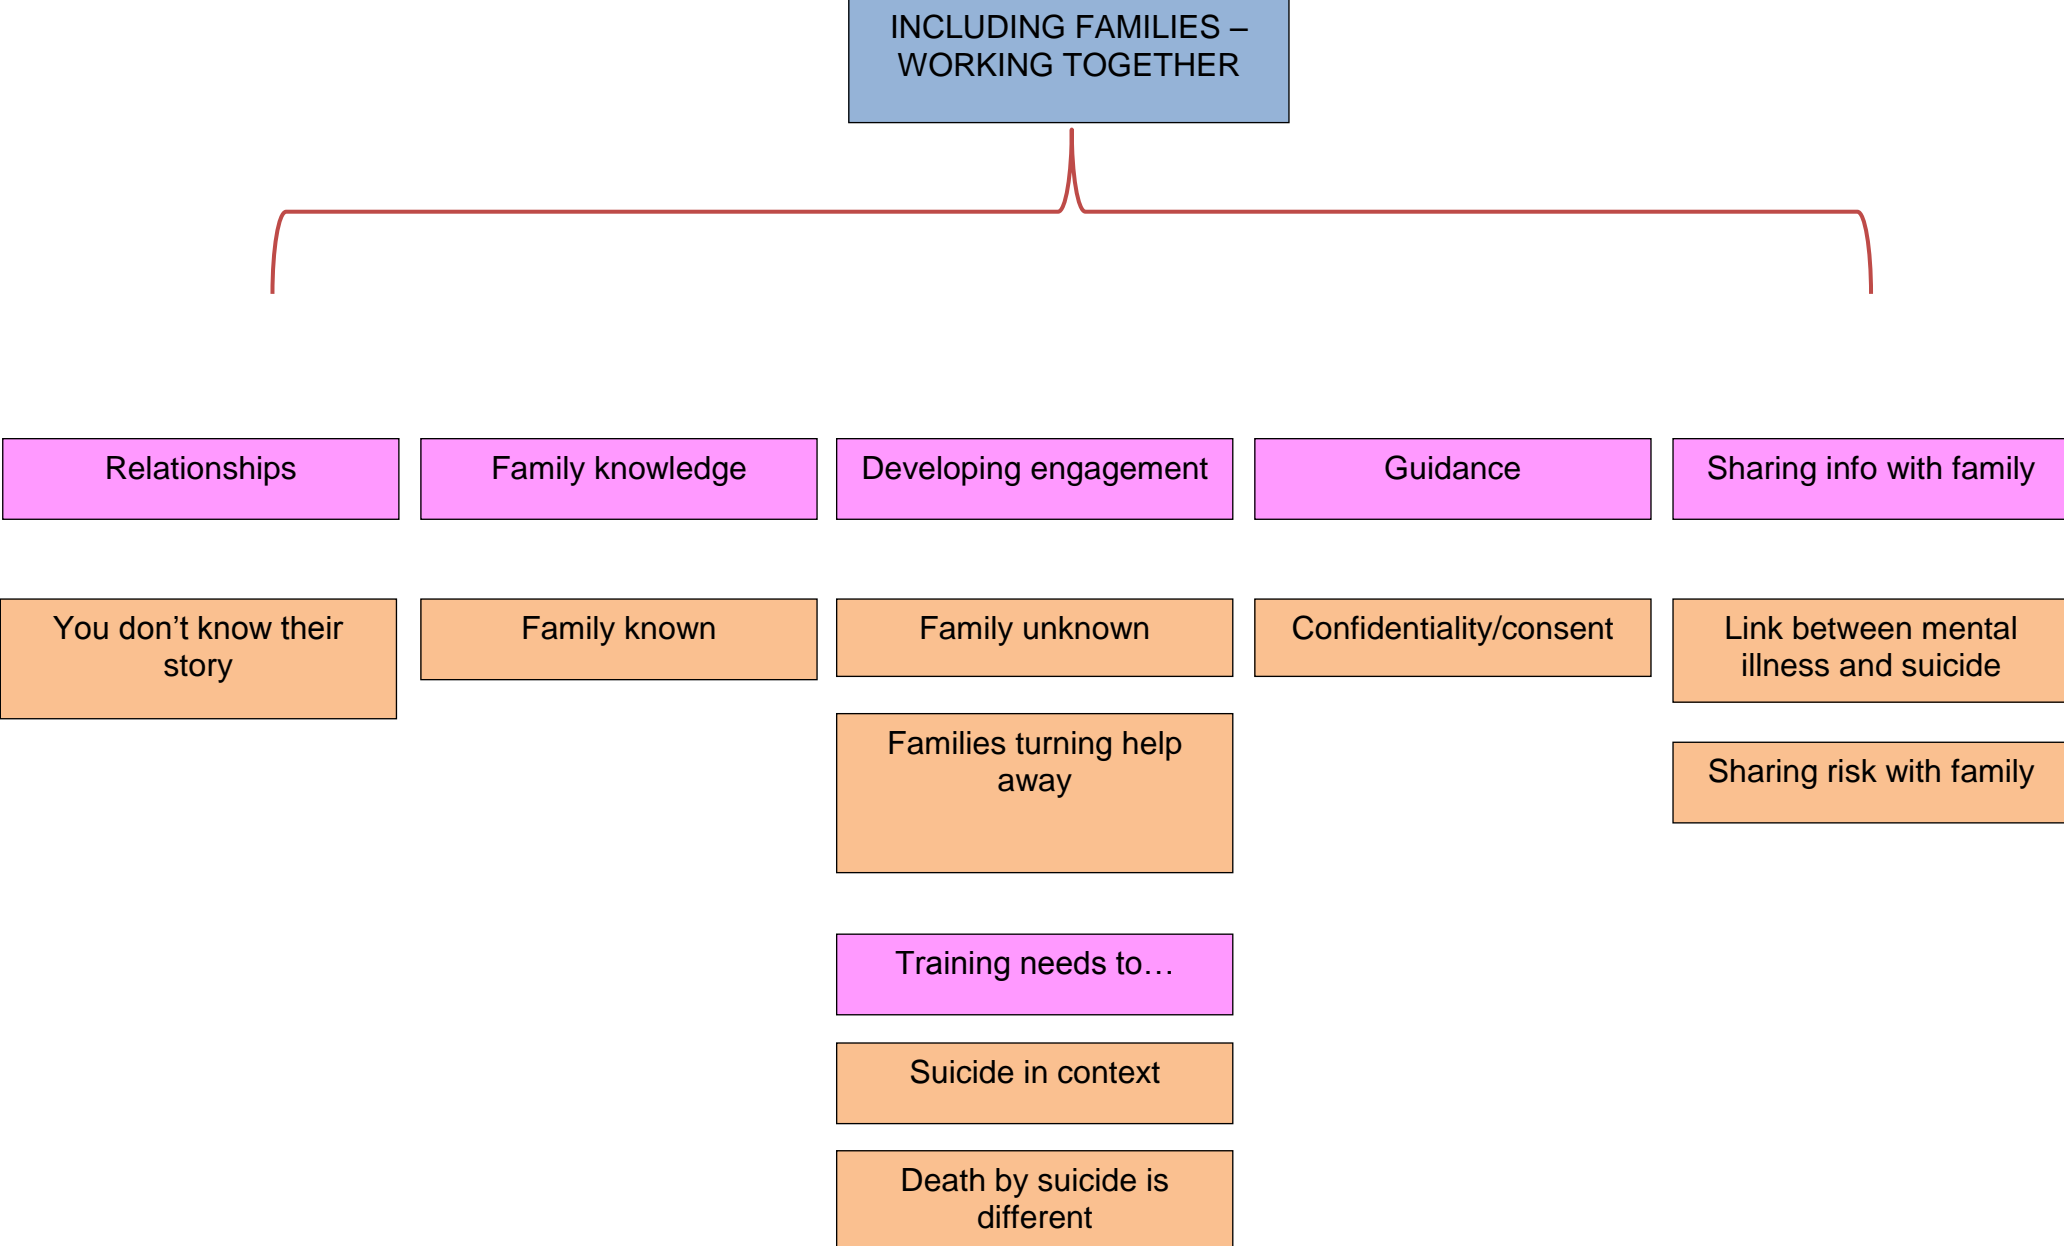 INCLUDING FAMILIES –
WORKING TOGETHER
Relationships
Family knowledge
Developing engagement
Guidance
Sharing info with family
You don’t know their
story
Family known
Family unknown
Confidentiality/consent
Link between mental
illness and suicide
Families turning help
away
Sharing risk with family
Training needs to…
Suicide in context
Death by suicide is
different